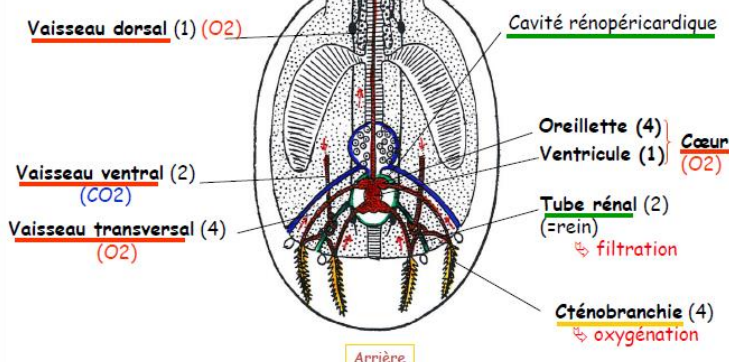 Vaisseau dorsal (1) (O2)
Cavité rénopéricardique
Oreillette (4)
Ventricule (1)
Cœur
(O2)
Vaisseau ventral (2)
(CO2)
Vaisseau transversal (4)
(O2)
Tube rénal (2)
(=rein)
filtration
Cténobranchie (4)
oxygénation
Arrière